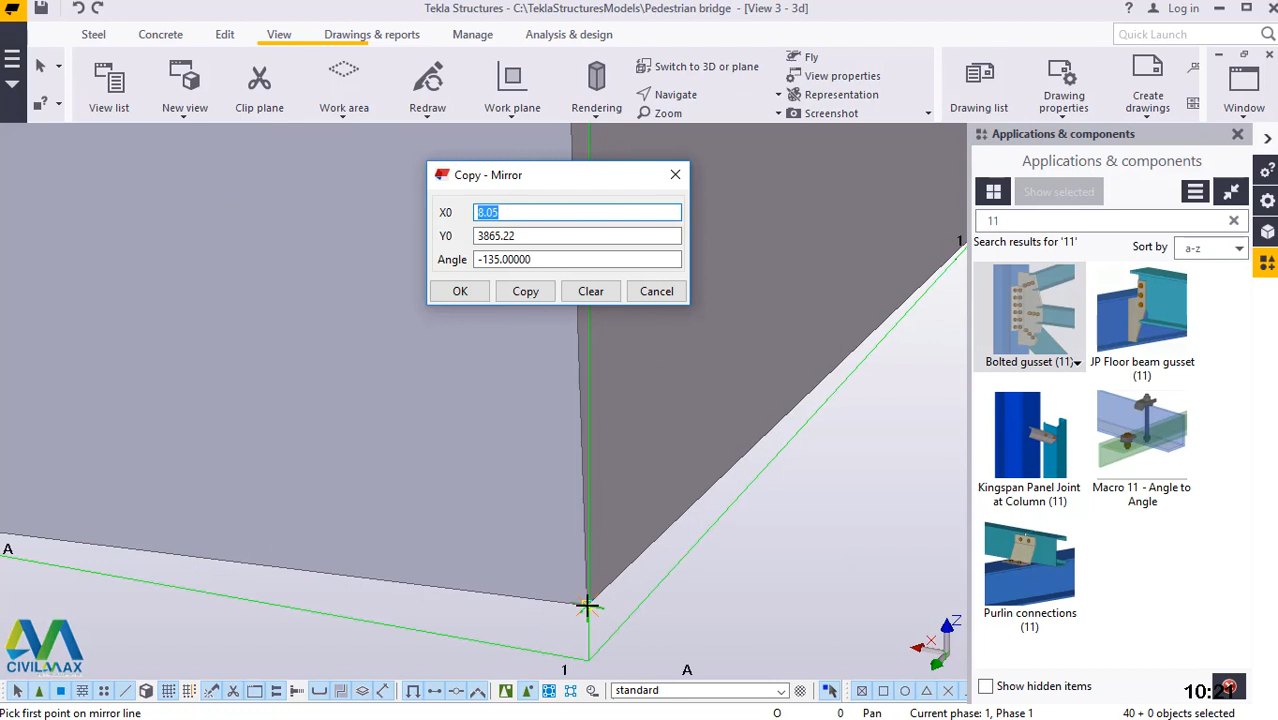 Tekla Structures - C:\TeklaStructuresModels\Pedestrian bridge - [View 3 - 3d]
Log in
Steel
Concrete
Edit
View
Drawings & reports
Manage
Analysis & design
Quick Launch
View list
New view
Clip plane
Work area
Redraw
Work plane
Rendering
Switch to 3D or plane
Navigate
Zoom
Fly
View properties
Representation
Screenshot
Drawing list
Drawing
properties
Create
drawings
Window
Copy - Mirror
X0
8.05
Y0
3865.22
Angle
-135.00000
OK
Copy
Clear
Cancel
Applications & components
Applications & components
Show selected
11
Search results for '11'
Sort by
a-z
Bolted gusset (11)
JP Floor beam gusset
(11)
Kingspan Panel Joint
at Column (11)
Macro 11 - Angle to
Angle
Purlin connections
(11)
Show hidden items
1
A
1
A
Z
X
CIVILMAX
standard
10:21
Pick first point on mirror line
O
0
Pan
Current phase: 1, Phase 1
40 + 0 objects selected